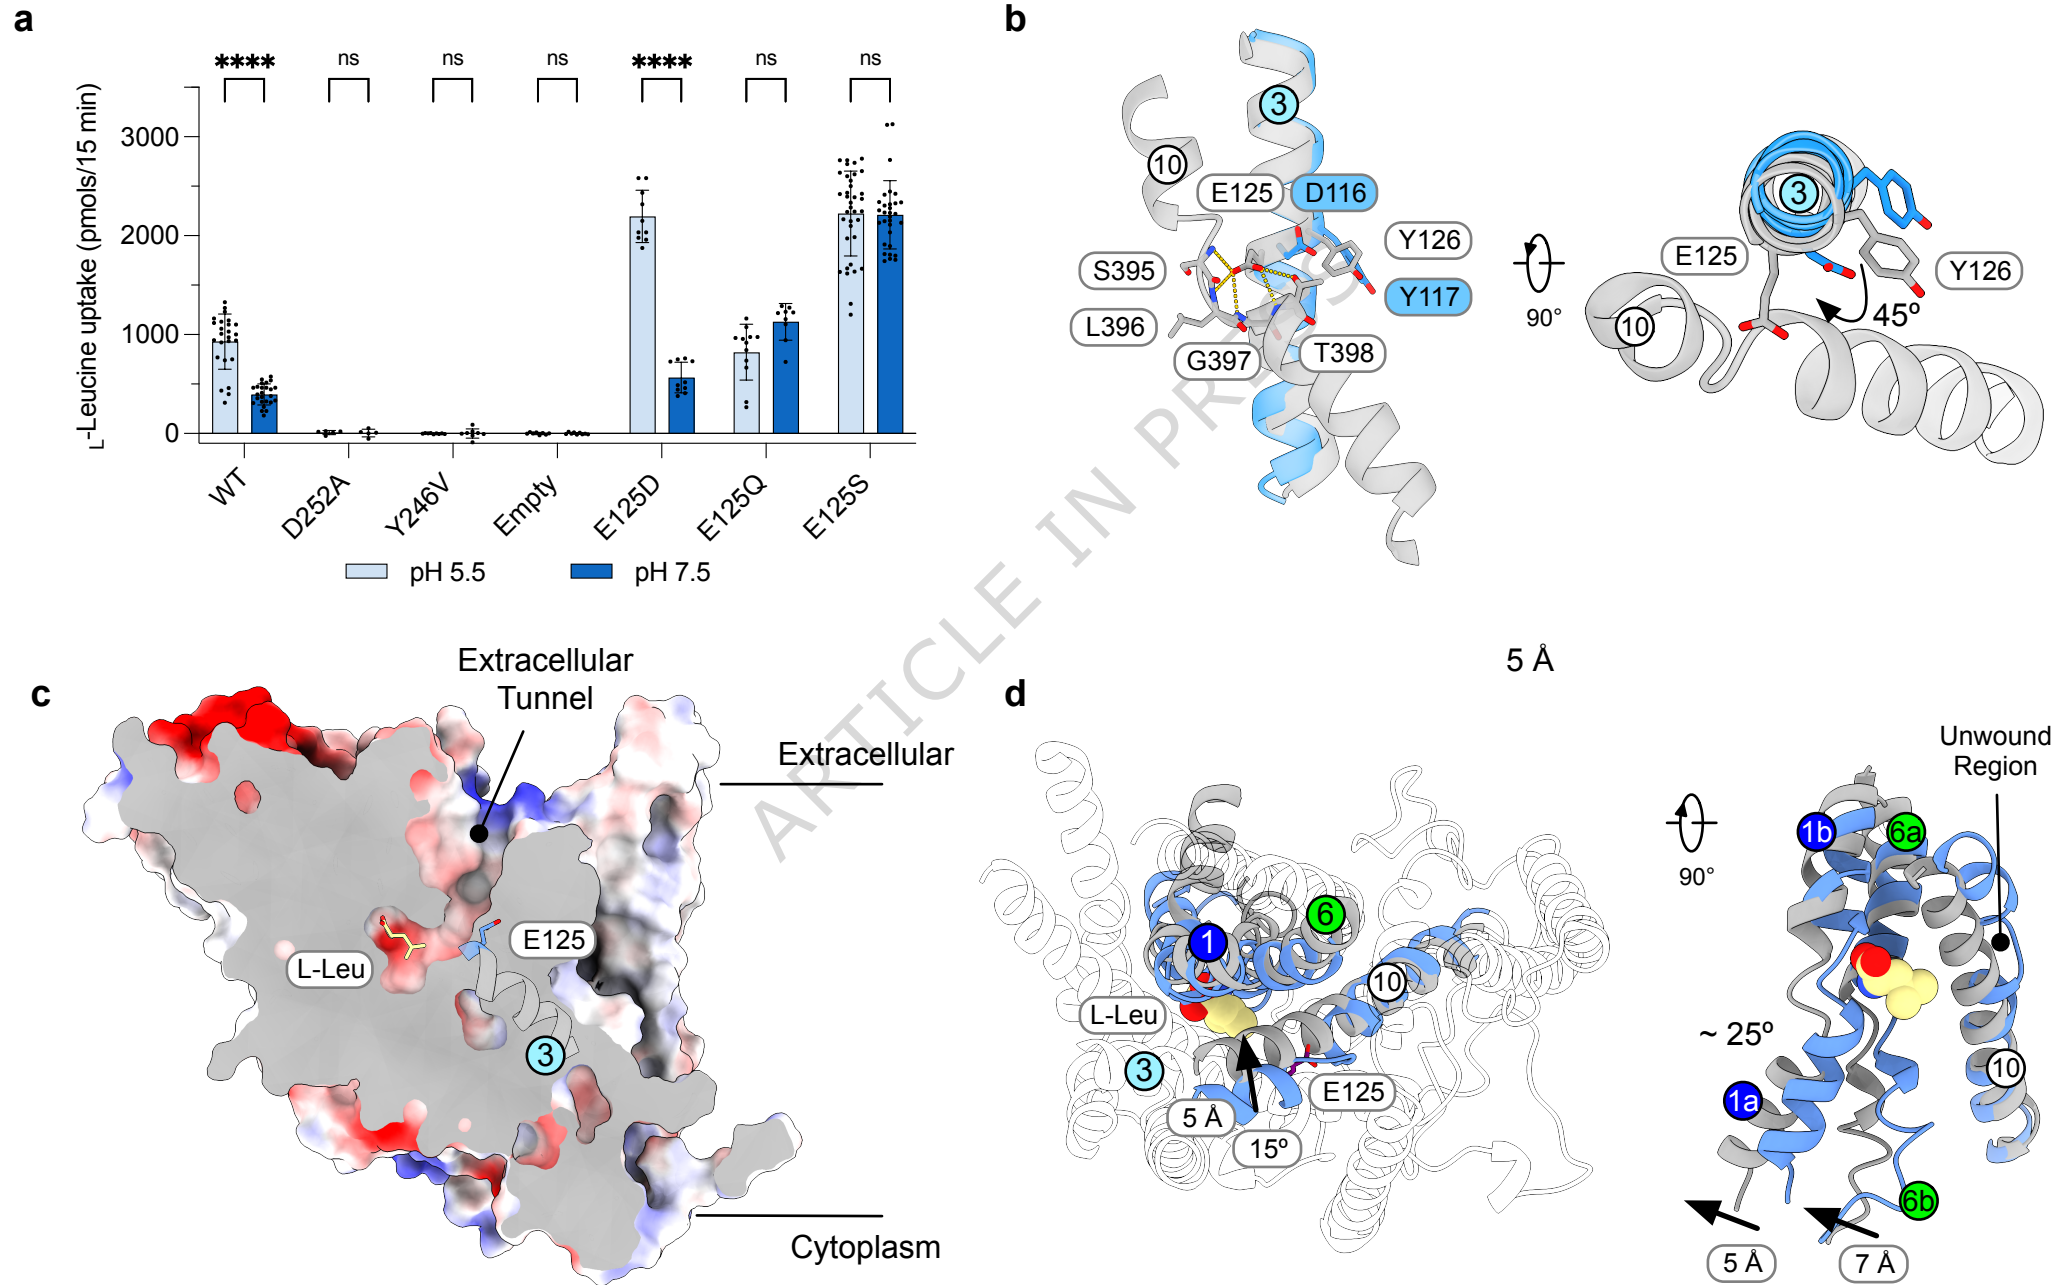 a
**** ns ns ns **** ns ns
L-Leucine uptake (pmols/15 min)
3000
2000
1000
0
WT D252A Y246V Empty E125D E125Q E125S
pH 5.5 pH 7.5
b
3
10
E125 D116
Y126
S395
Y117
L396
G397 T398
90°
3
E125
Y126
10
45º
ARTICLE IN PRESS
c
Extracellular
Tunnel
Extracellular
E125
L-Leu
3
Cytoplasm
5 Å
d
1
6
10
L-Leu
3
E125
5 Å
15º
90°
Unwound
Region
1b 6a
~ 25º
10
1a
6b
5 Å 7 Å